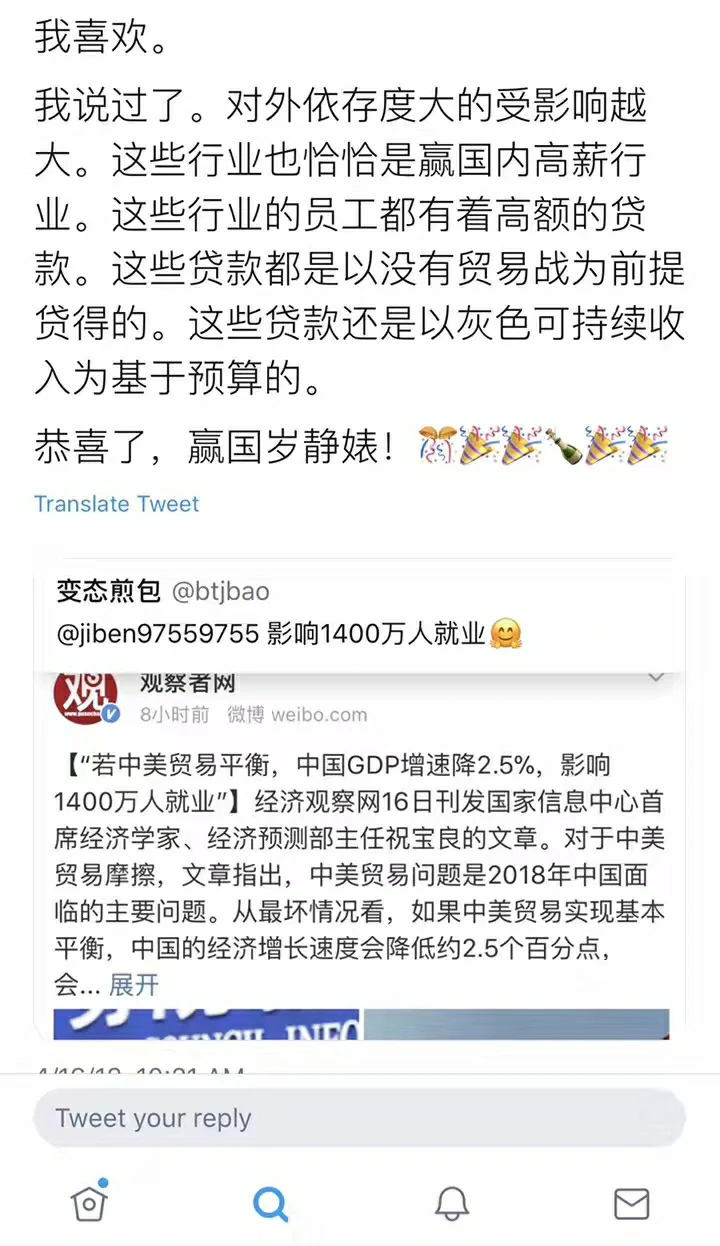 我喜欢。
我说过了。对外依存度大的受影响越
大。这些行业也恰恰是赢国内高薪行
业。这些行业的员工都有着高额的贷
款。这些贷款都是以没有贸易战为前提
贷得的。这些贷款还是以灰色可持续收
入为基于预算的。
恭喜了，赢国岁静婊！🎊🎉🎉🍾🎉🎉
Translate Tweet
变态煎包 @btjbao
@jiben97559755 影响1400万人就业🤗
观
观察者网
8小时前 微博 weibo.com
【“若中美贸易平衡，中国GDP增速降2.5%，影响
1400万人就业”】经济观察网16日刊发国家信息中心首
席经济学家、经济预测部主任祝宝良的文章。对于中美
贸易摩擦，文章指出，中美贸易问题是2018年中国面
临的主要问题。从最坏情况看，如果中美贸易实现基本
平衡，中国的经济增长速度会降低约2.5个百分点，
会... 展开
INFO
4/16/18, 10:21 AM
Tweet your reply